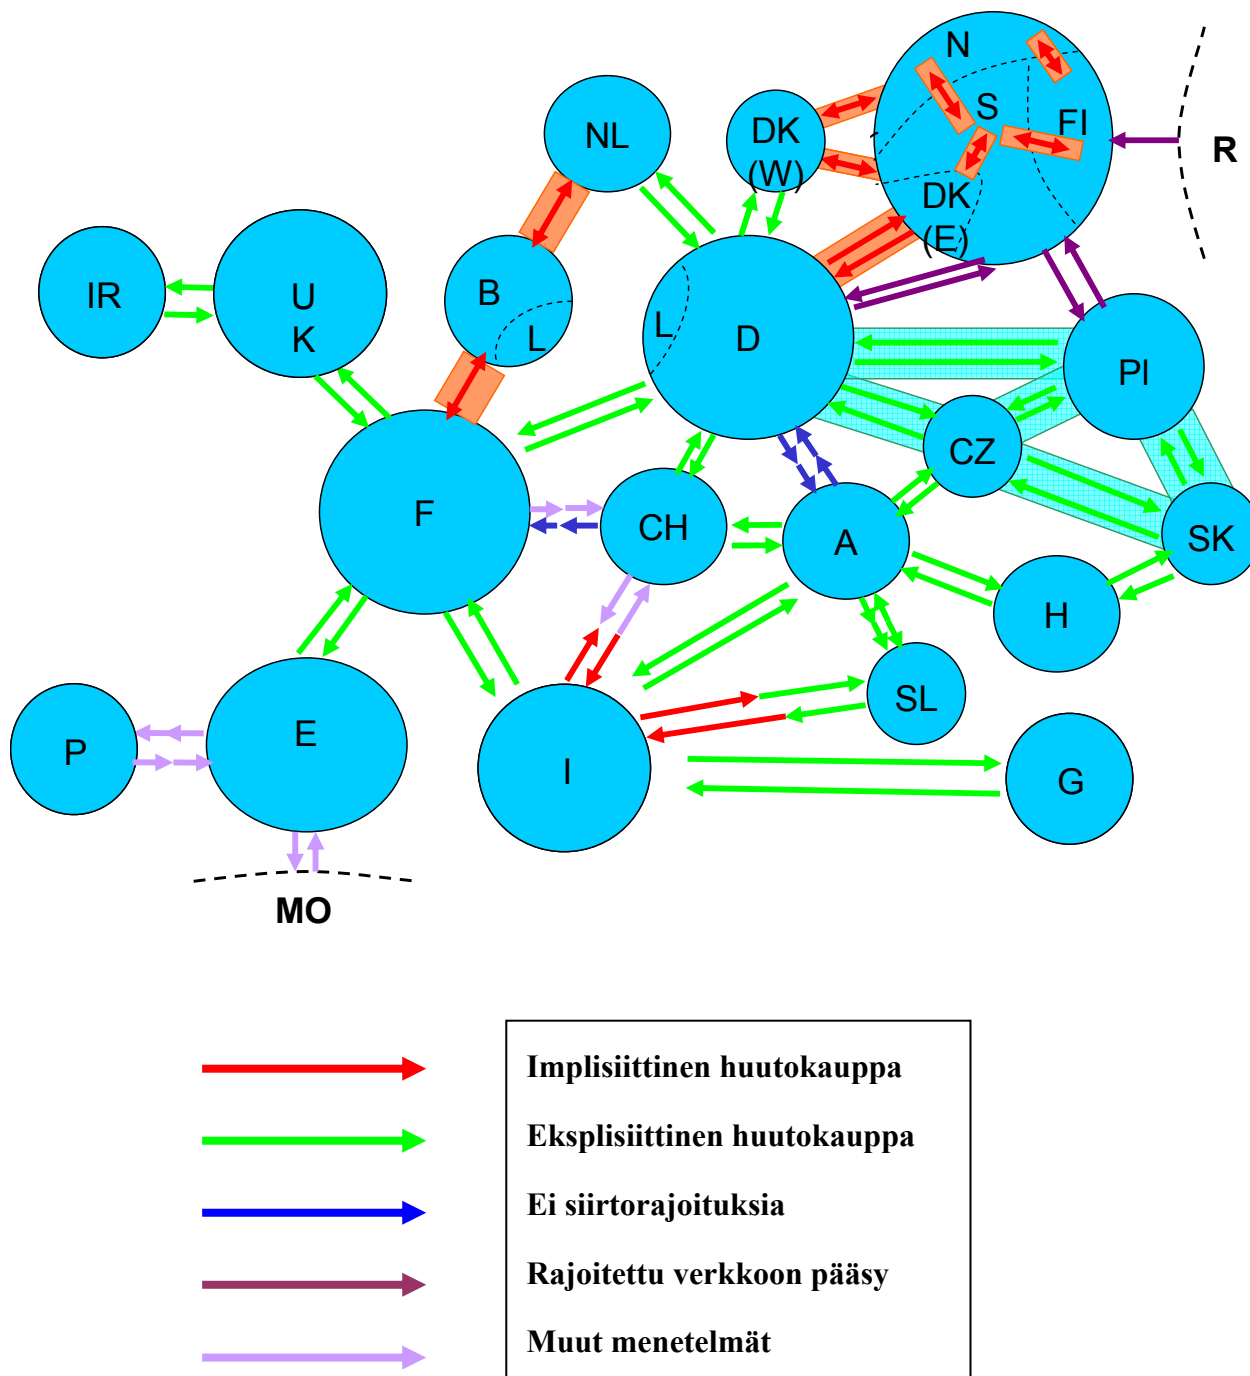 N
S
FI
R
NL
DK
(W)
DK
(E)
IR
U
K
B
L
L
D
PI
CZ
F
CH
A
SK
H
SL
P
E
I
G
MO
Implisiittinen huutokauppa
Eksplisiittinen huutokauppa
Ei siirtorajoituksia
Rajoitettu verkkoon pääsy
Muut menetelmät